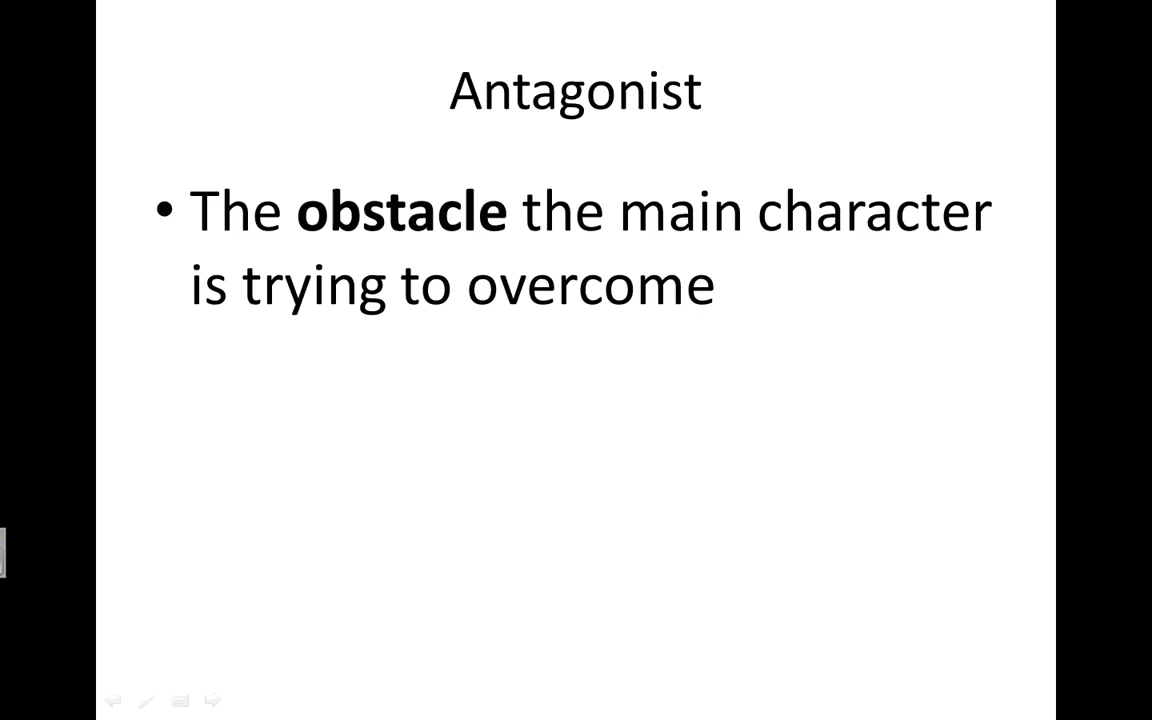 Antagonist
• The obstacle the main character
is trying to overcome